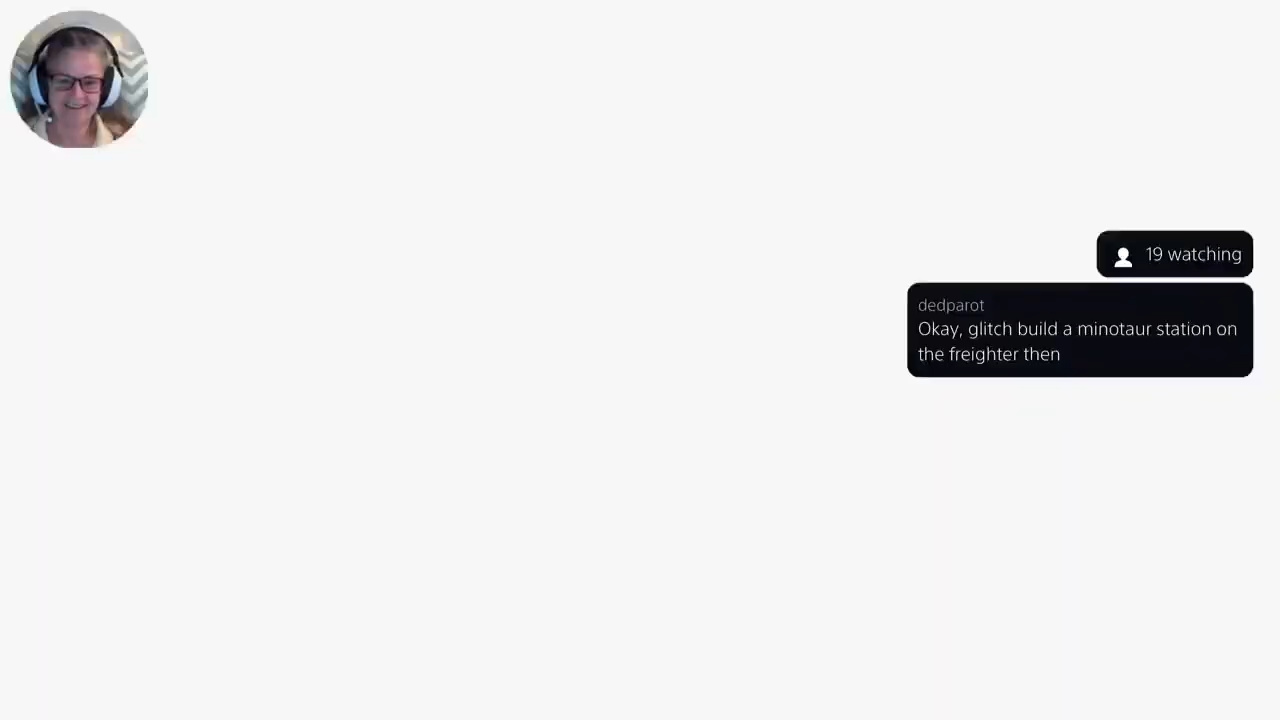 19 watching
dedparot
Okay, glitch build a minotaur station on
the freighter then